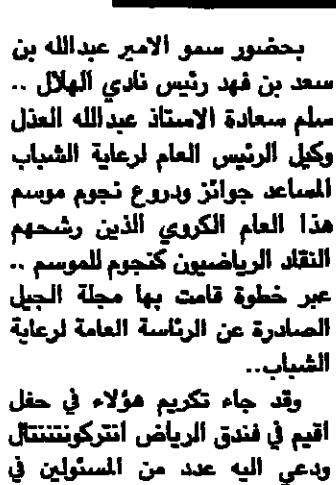 بحضور سمو الامير عبدالله بن
سعد بن فهد رئيس نادي الهلال ..
سلم سعادة الاستاذ عبدالله العذل
وكيل الرئيس العام لرعاية الشباب
المساعد جوائز ودروع نجوم موسم
هذا العام الكروي الذين رشحهم
النقاد الرياضيون كنجوم للموسم ..
عبر خطوة قامت بها مجلة الجيل
الصادرة عن الرئاسة العامة لرعاية
الشباب..
وقد جاء تكريم هؤلاء في حفل
اقيم في فندق الرياض انتركونتننتال
ودعي اليه عدد من المسئولين في